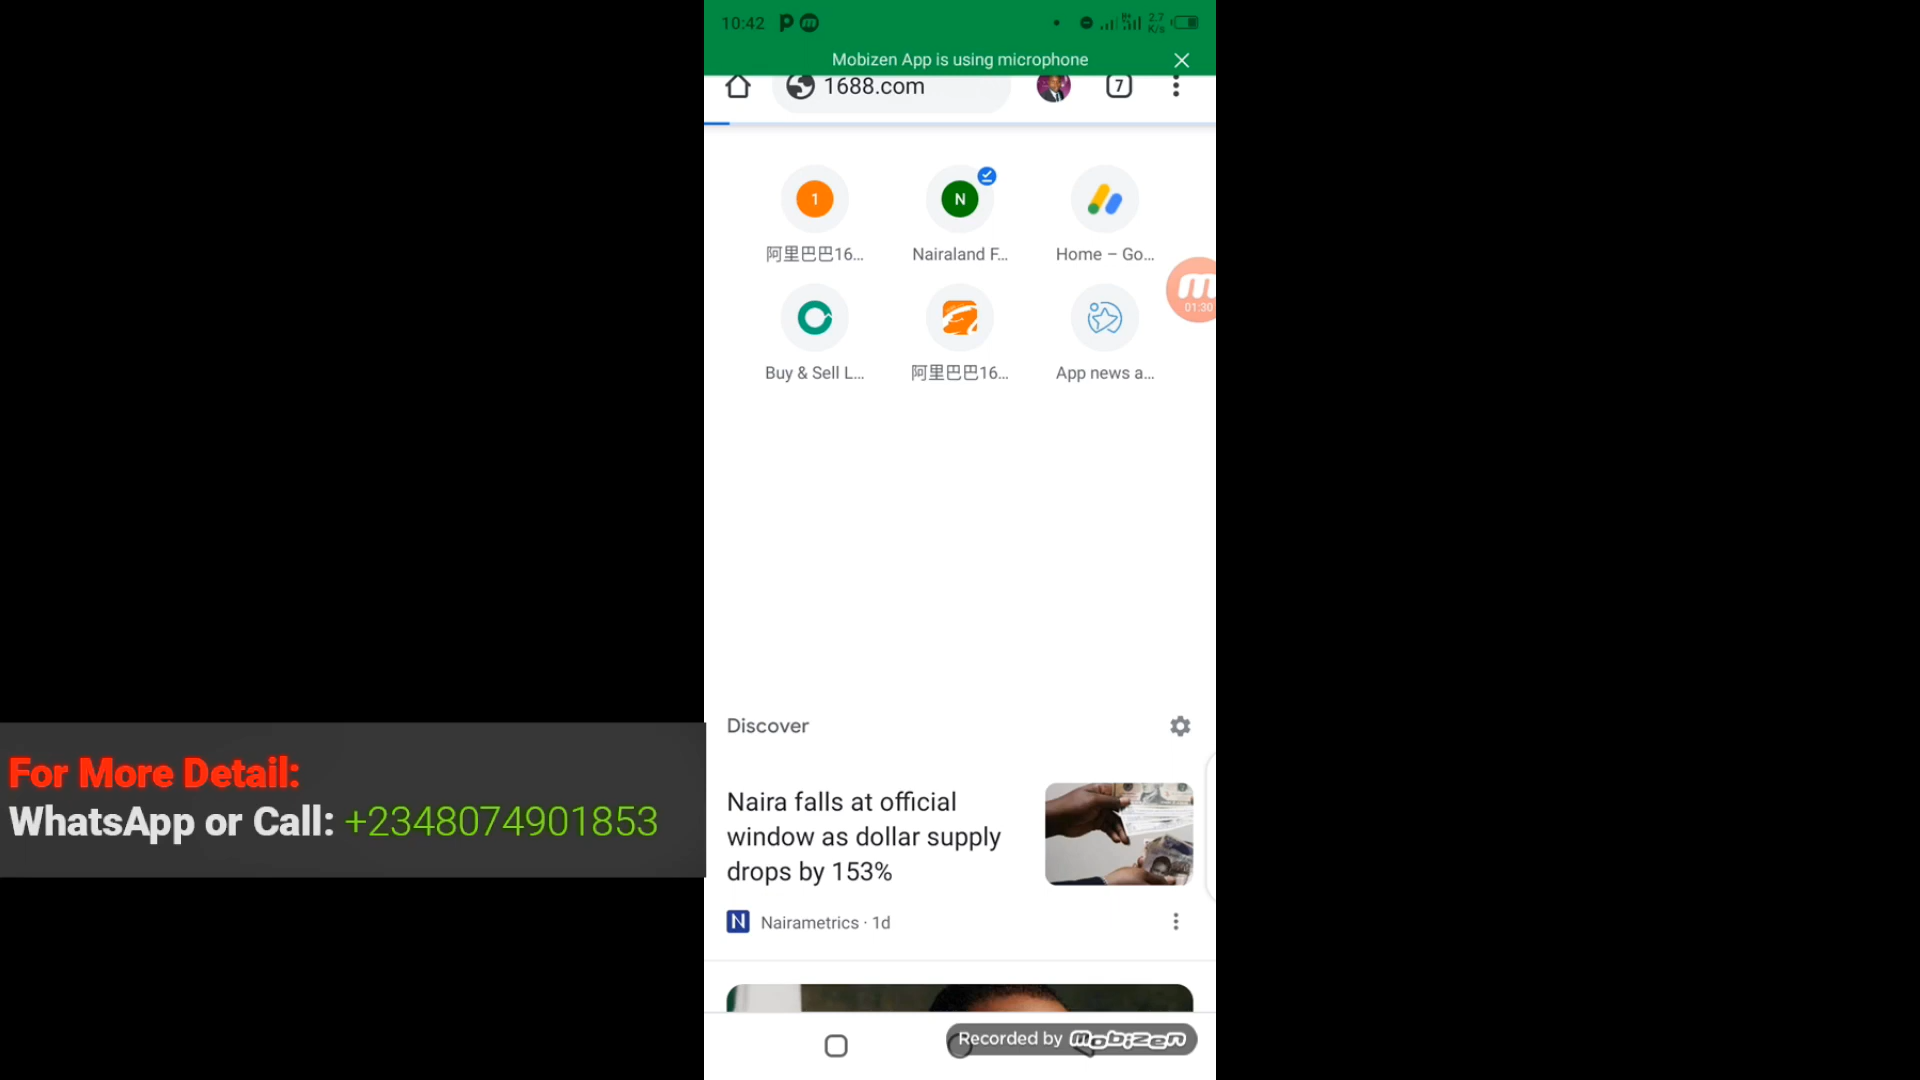 10:42
2.7
K/s
Mobizen App is using microphone
1688.com
7
1
N
阿里巴巴16...
Nairaland F...
Home – Go...
m
01:30
Buy & Sell L...
阿里巴巴16...
App news a...
Discover
For More Detail:
WhatsApp or Call: +2348074901853
Naira falls at official
window as dollar supply
drops by 153%
N Nairametrics · 1d
Recorded by mobizen